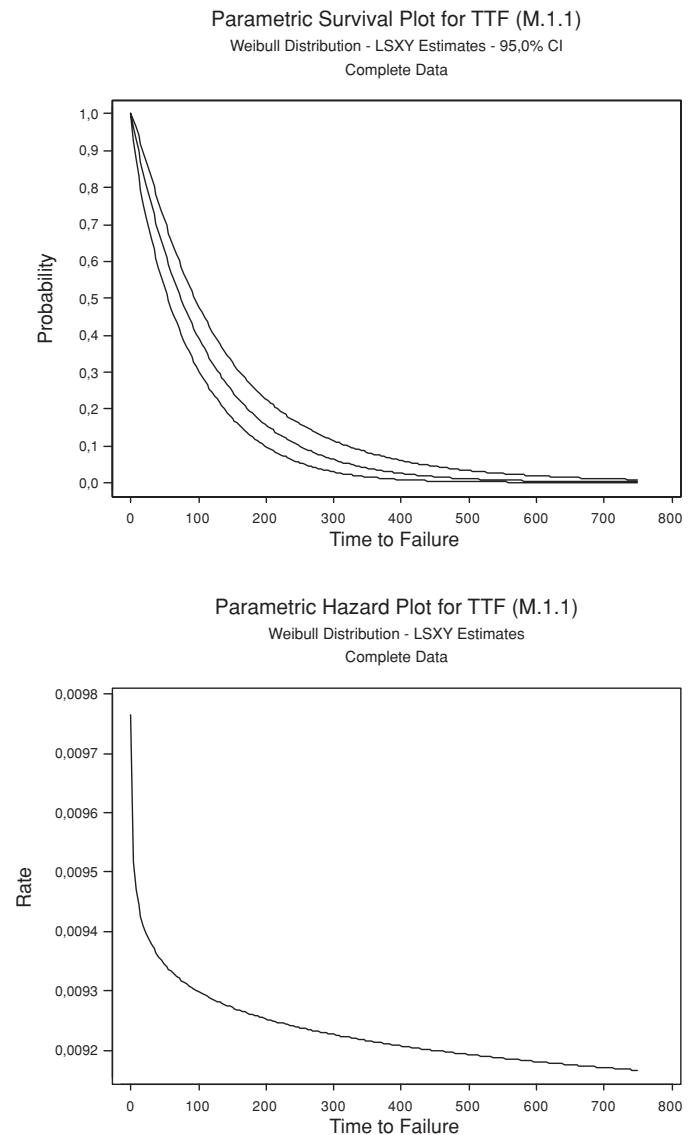 Parametric Survival Plot for TTF (M.1.1)
Weibull Distribution - LSXY Estimates - 95,0% CI
Complete Data
1,0
0,9
0,8
0,7
0,6
0,5
0,4
0,3
0,2
0,1
0,0
Probability
0 100 200 300 400 500 600 700 800
Time to Failure
Parametric Hazard Plot for TTF (M.1.1)
Weibull Distribution - LSXY Estimates
Complete Data
0,0098
0,0097
0,0096
0,0095
0,0094
0,0093
0,0092
Rate
0 100 200 300 400 500 600 700 800
Time to Failure